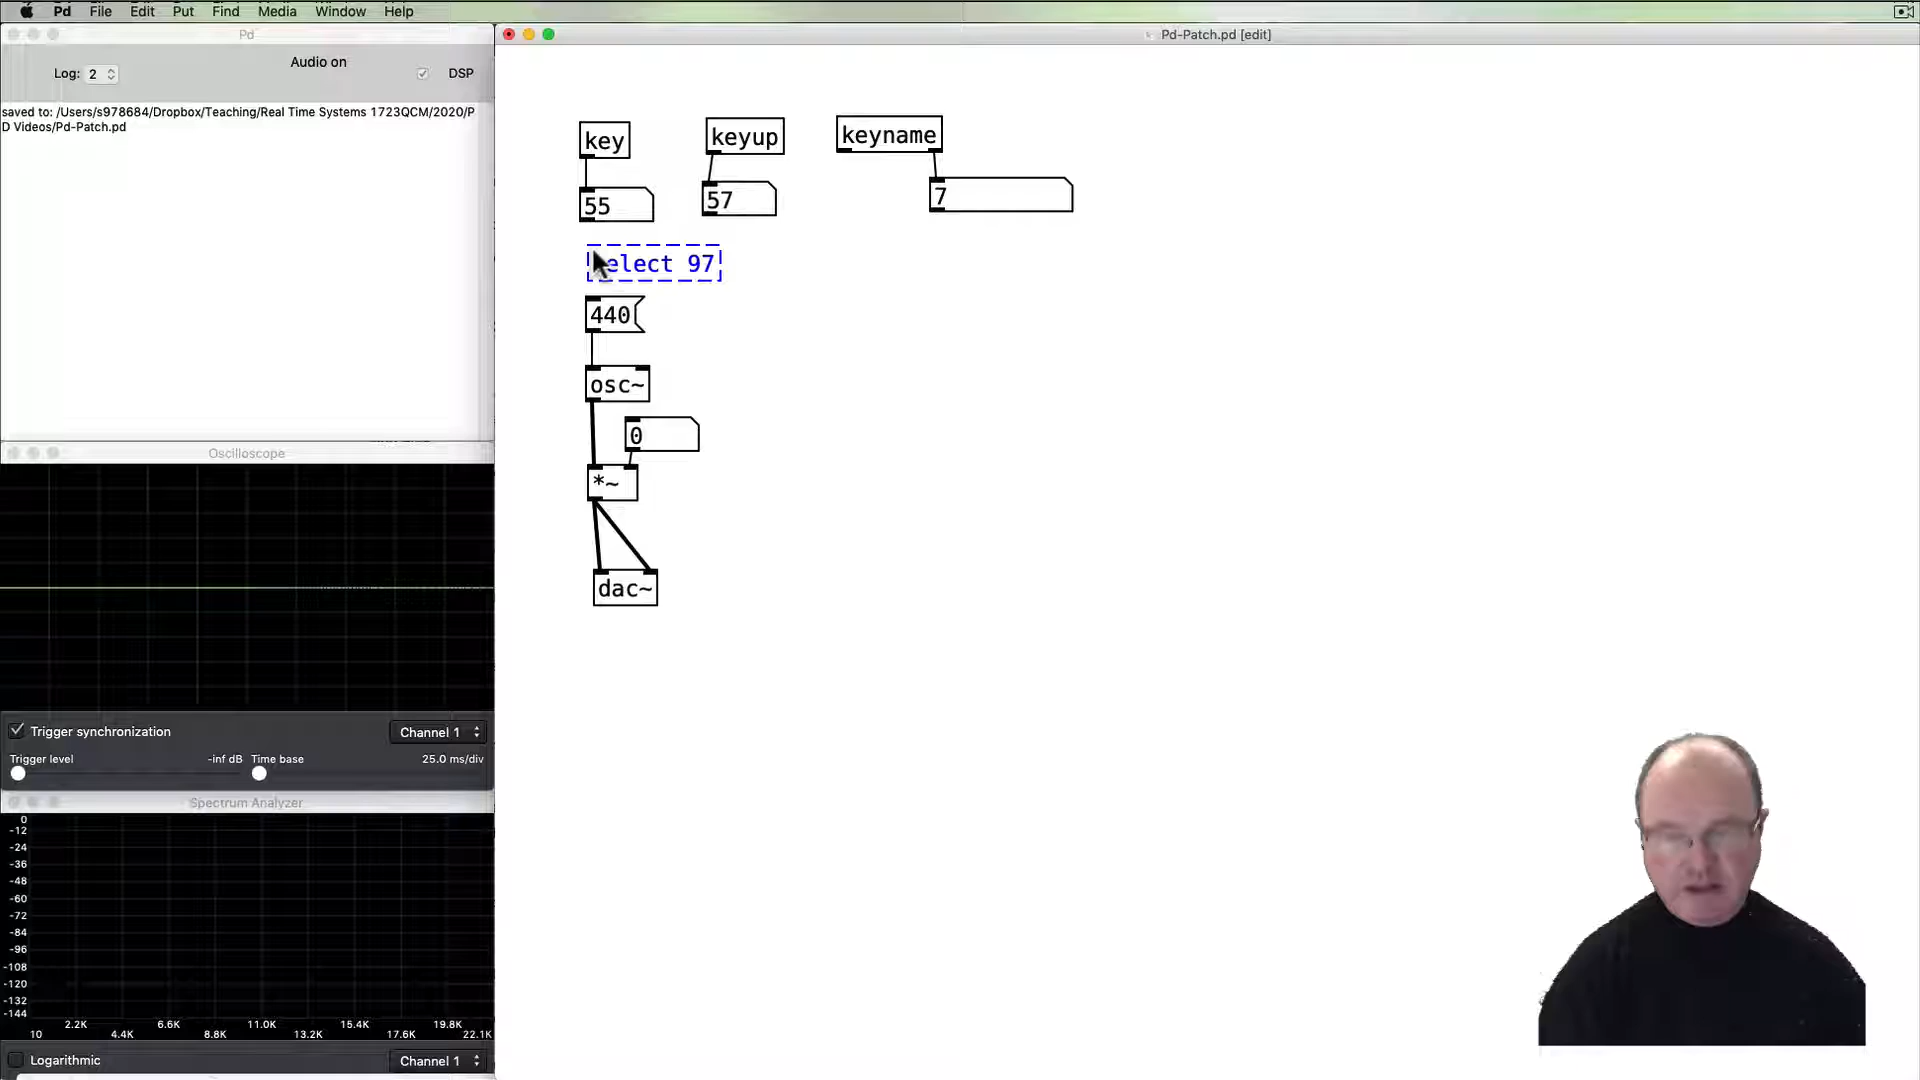 Pd File Edit Put Find Media Window Help
Pd
Audio on
Log: 2
DSP
saved to: /Users/s978684/Dropbox/Teaching/Real Time Systems 1723QCM/2020/P
D Videos/Pd-Patch.pd
Oscilloscope
Trigger synchronization
Channel 1
Trigger level
-inf dB
Time base
25.0 ms/div
Spectrum Analyzer
0
-12
-24
-36
-48
-60
-72
-84
-96
-108
-120
-132
-144
2.2K 6.6K 11.0K 15.4K 19.8K
10 4.4K 8.8K 13.2K 17.6K 22.1K
Logarithmic
Channel 1
Pd-Patch.pd [edit]
key
keyup
keyname
55
57
7
elect 97
440
osc~
0
*~
dac~